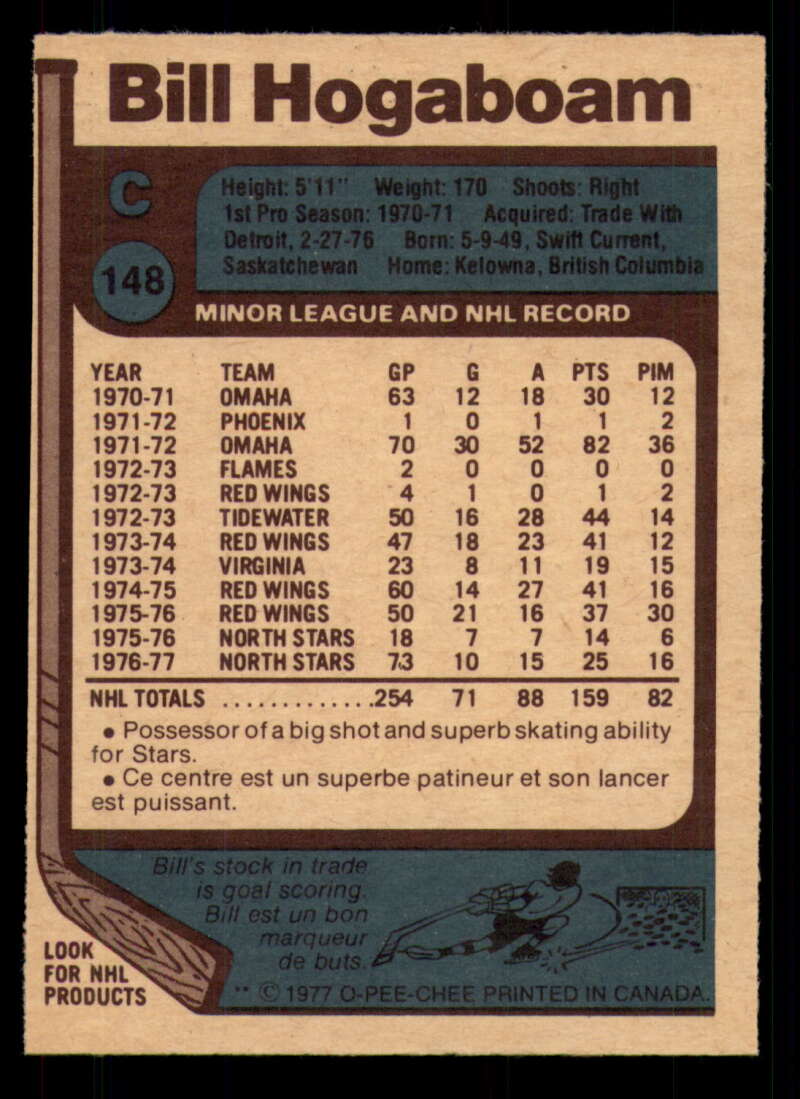 Bill Hogaboam
C
148
Height: 5'11" Weight: 170 Shoots: Right
1st Pro Season: 1970-71 Acquired: Trade With
Detroit, 2-27-76 Born: 5-9-49, Swift Current,
Saskatchewan Home: Kelowna, British Columbia
MINOR LEAGUE AND NHL RECORD
YEAR TEAM GP G A PTS PIM
1970-71 OMAHA 63 12 18 30 12
1971-72 PHOENIX 1 0 1 1 2
1971-72 OMAHA 70 30 52 82 36
1972-73 FLAMES 2 0 0 0 0
1972-73 RED WINGS 4 1 0 1 2
1972-73 TIDEWATER 50 16 28 44 14
1973-74 RED WINGS 47 18 23 41 12
1973-74 VIRGINIA 23 8 11 19 15
1974-75 RED WINGS 60 14 27 41 16
1975-76 RED WINGS 50 21 16 37 30
1975-76 NORTH STARS 18 7 7 14 6
1976-77 NORTH STARS 73 10 15 25 16
NHL TOTALS ..............254 71 88 159 82
• Possessor of a big shot and superb skating ability
for Stars.
• Ce centre est un superbe patineur et son lancer
est puissant.
Bill's stock in trade
is goal scoring.
Bill est un bon
marqueur
de buts.
LOOK
FOR NHL
PRODUCTS
** © 1977 O-PEE-CHEE PRINTED IN CANADA.